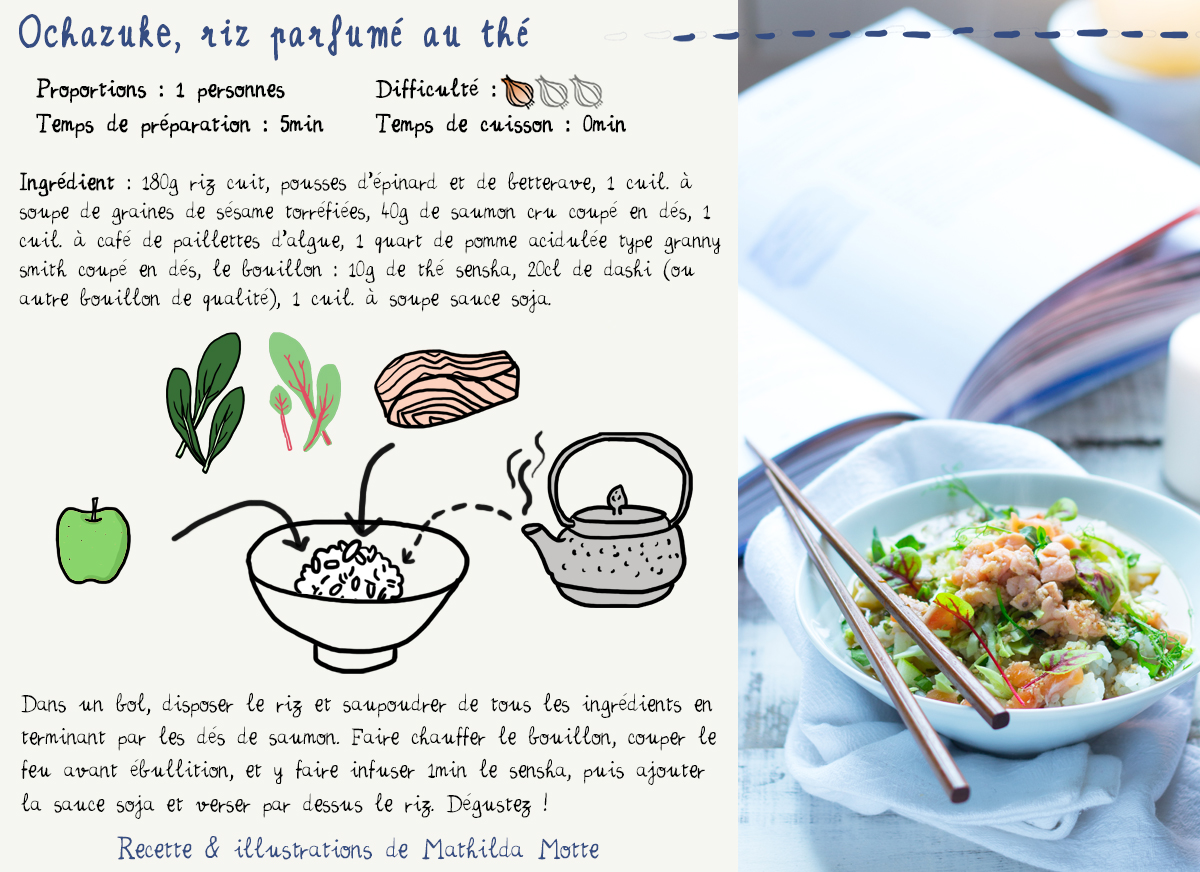 Ochazuke, riz parfumé au thé
Proportions : 1 personnes
Difficulté :
Temps de préparation : 5min
Temps de cuisson : 0min
Ingrédient : 180g riz cuit, pousses d'épinard et de betterave, 1 cuil. à
soupe de graines de sésame torréfiées, 40g de saumon cru coupé en dés, 1
cuil. à café de paillettes d'algue, 1 quart de pomme acidulée type granny
smith coupé en dés, le bouillon : 10g de thé sensha, 20cl de dashi (ou
autre bouillon de qualité), 1 cuil. à soupe sauce soja.
Dans un bol, disposer le riz et saupoudrer de tous les ingrédients en
terminant par les dés de saumon. Faire chauffer le bouillon, couper le
feu avant ébullition, et y faire infuser 1min le sensha, puis ajouter
la sauce soja et verser par dessus le riz. Dégustez !
Recette & illustrations de Mathilda Motte